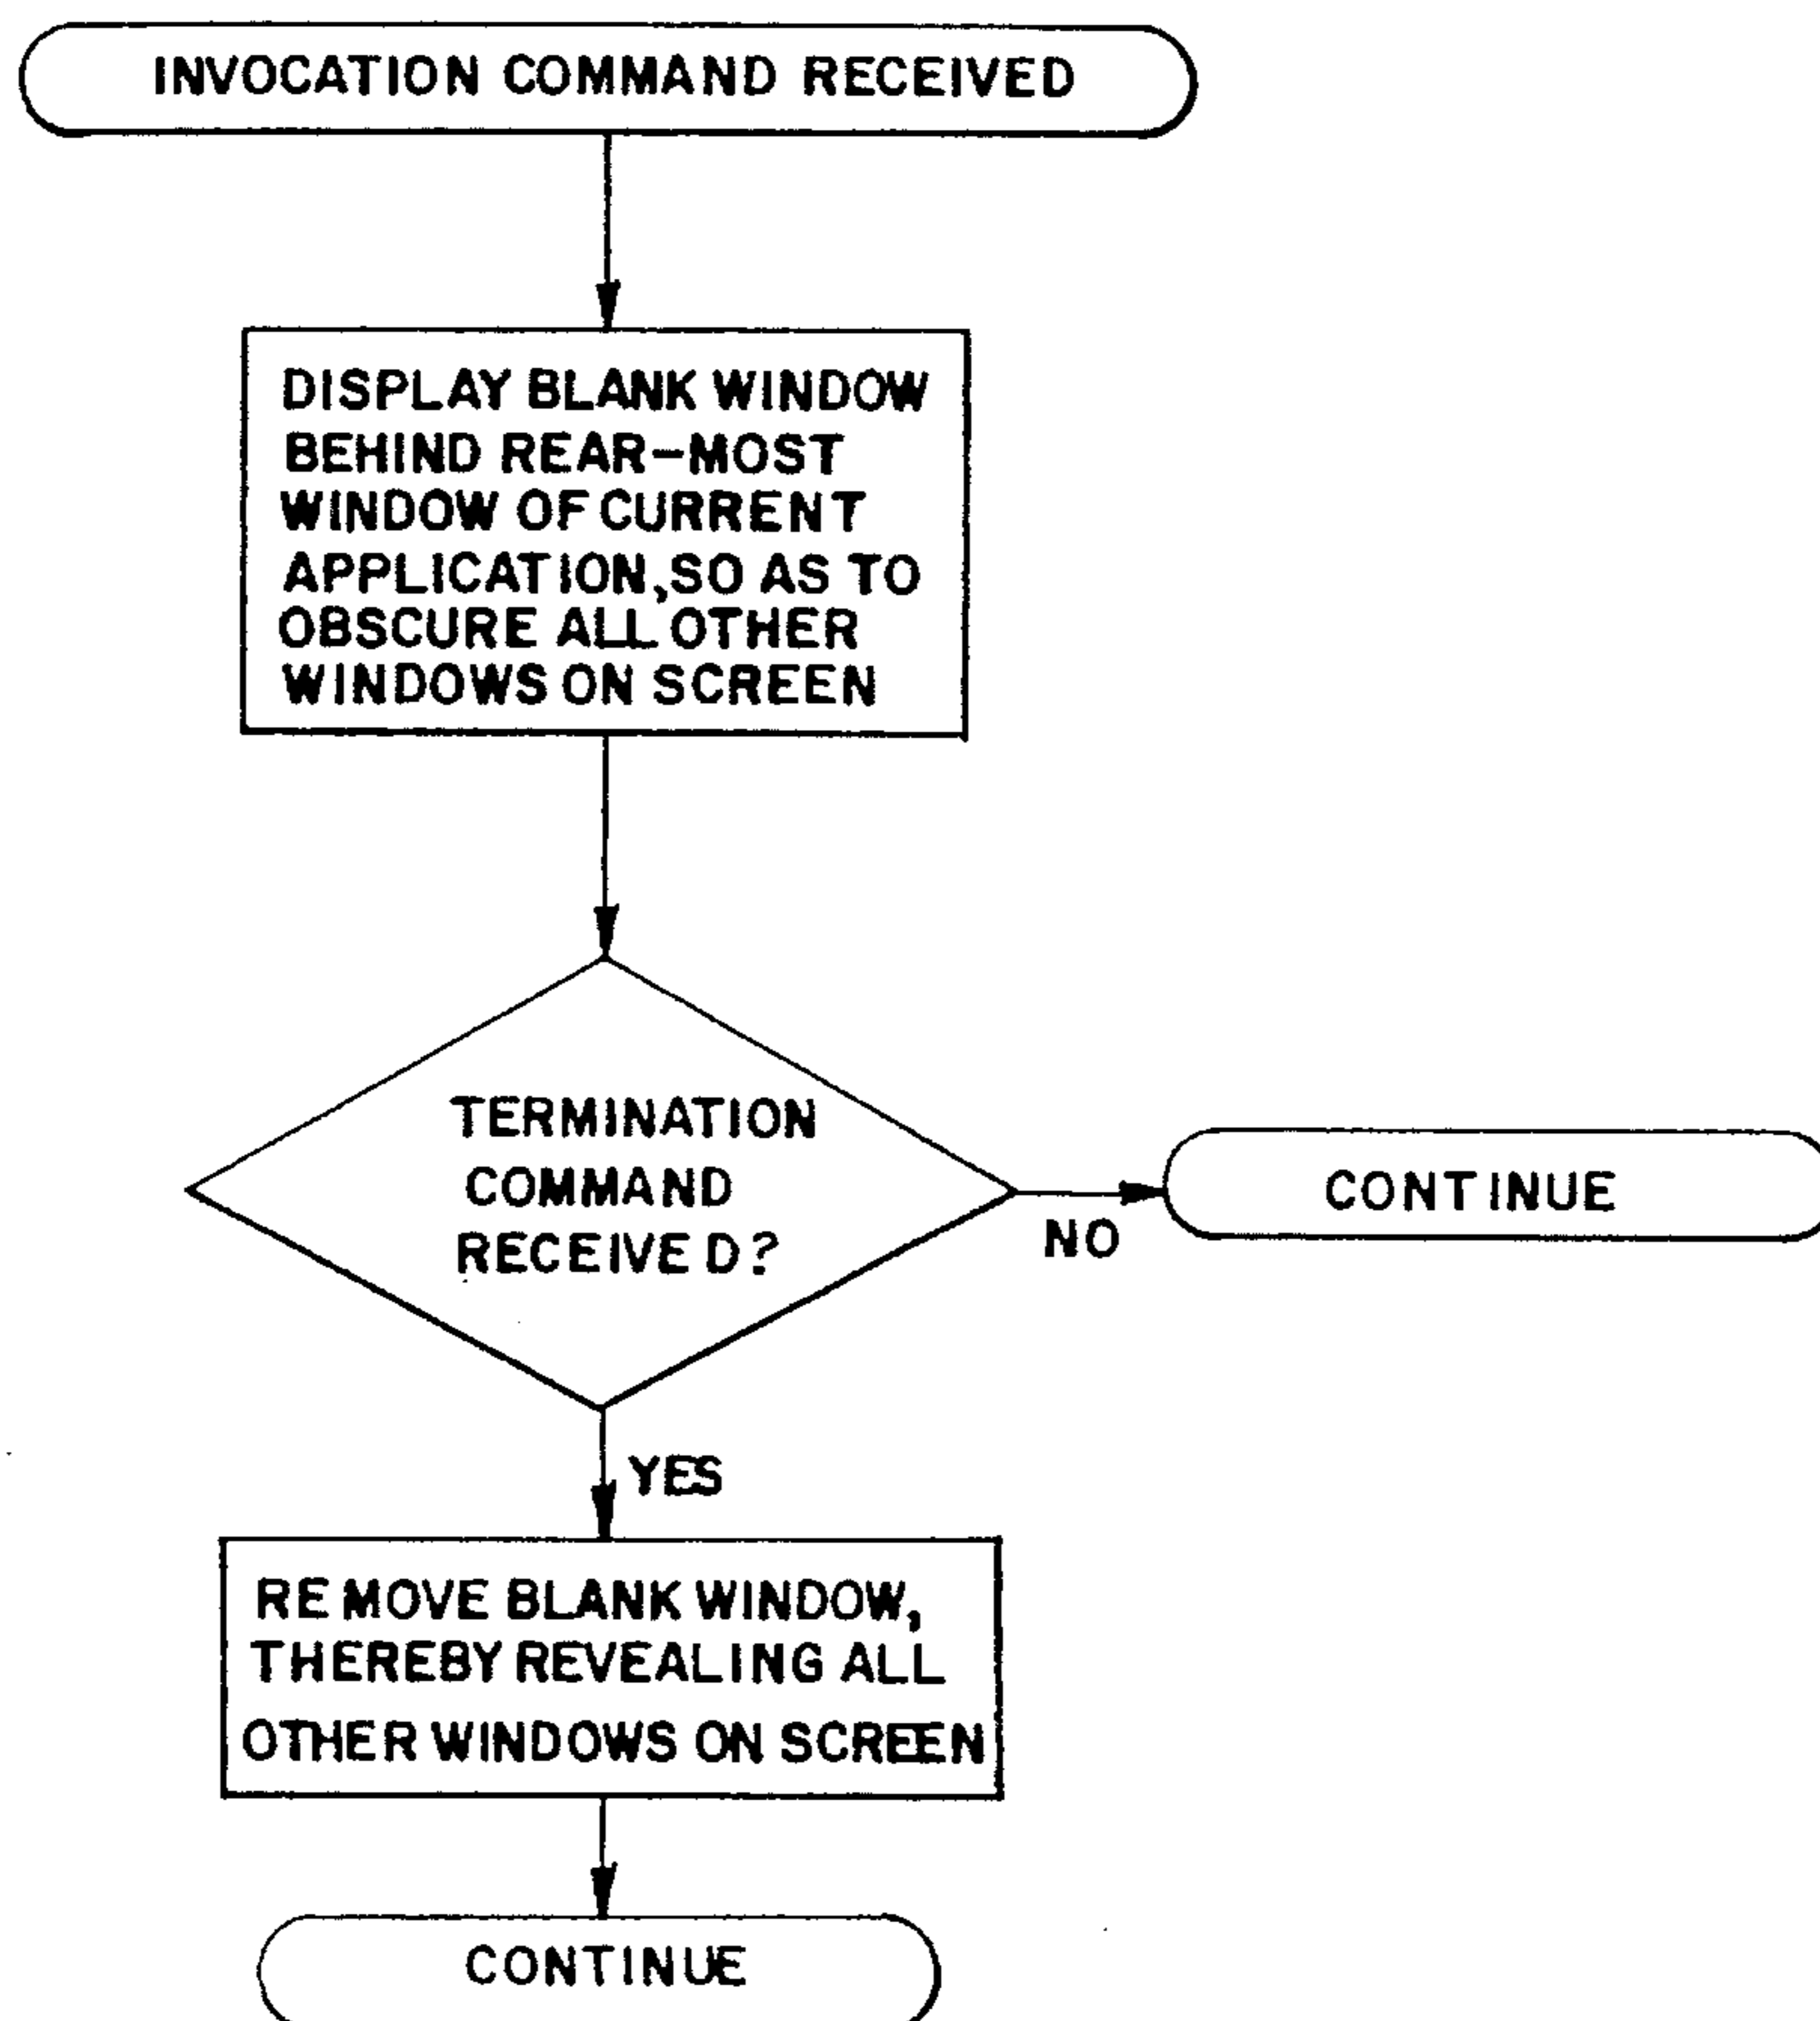 INVOCATION COMMAND RECEIVED
DISPLAY BLANK WINDOW
BEHIND REAR-MOST
WINDOW OF CURRENT
APPLICATION, SO AS TO
OBSCURE ALL OTHER
WINDOWS ON SCREEN
TERMINATION
COMMAND
RECEIVED?
NO
CONTINUE
YES
REMOVE BLANK WINDOW,
THEREBY REVEALING ALL
OTHER WINDOWS ON SCREEN
CONTINUE